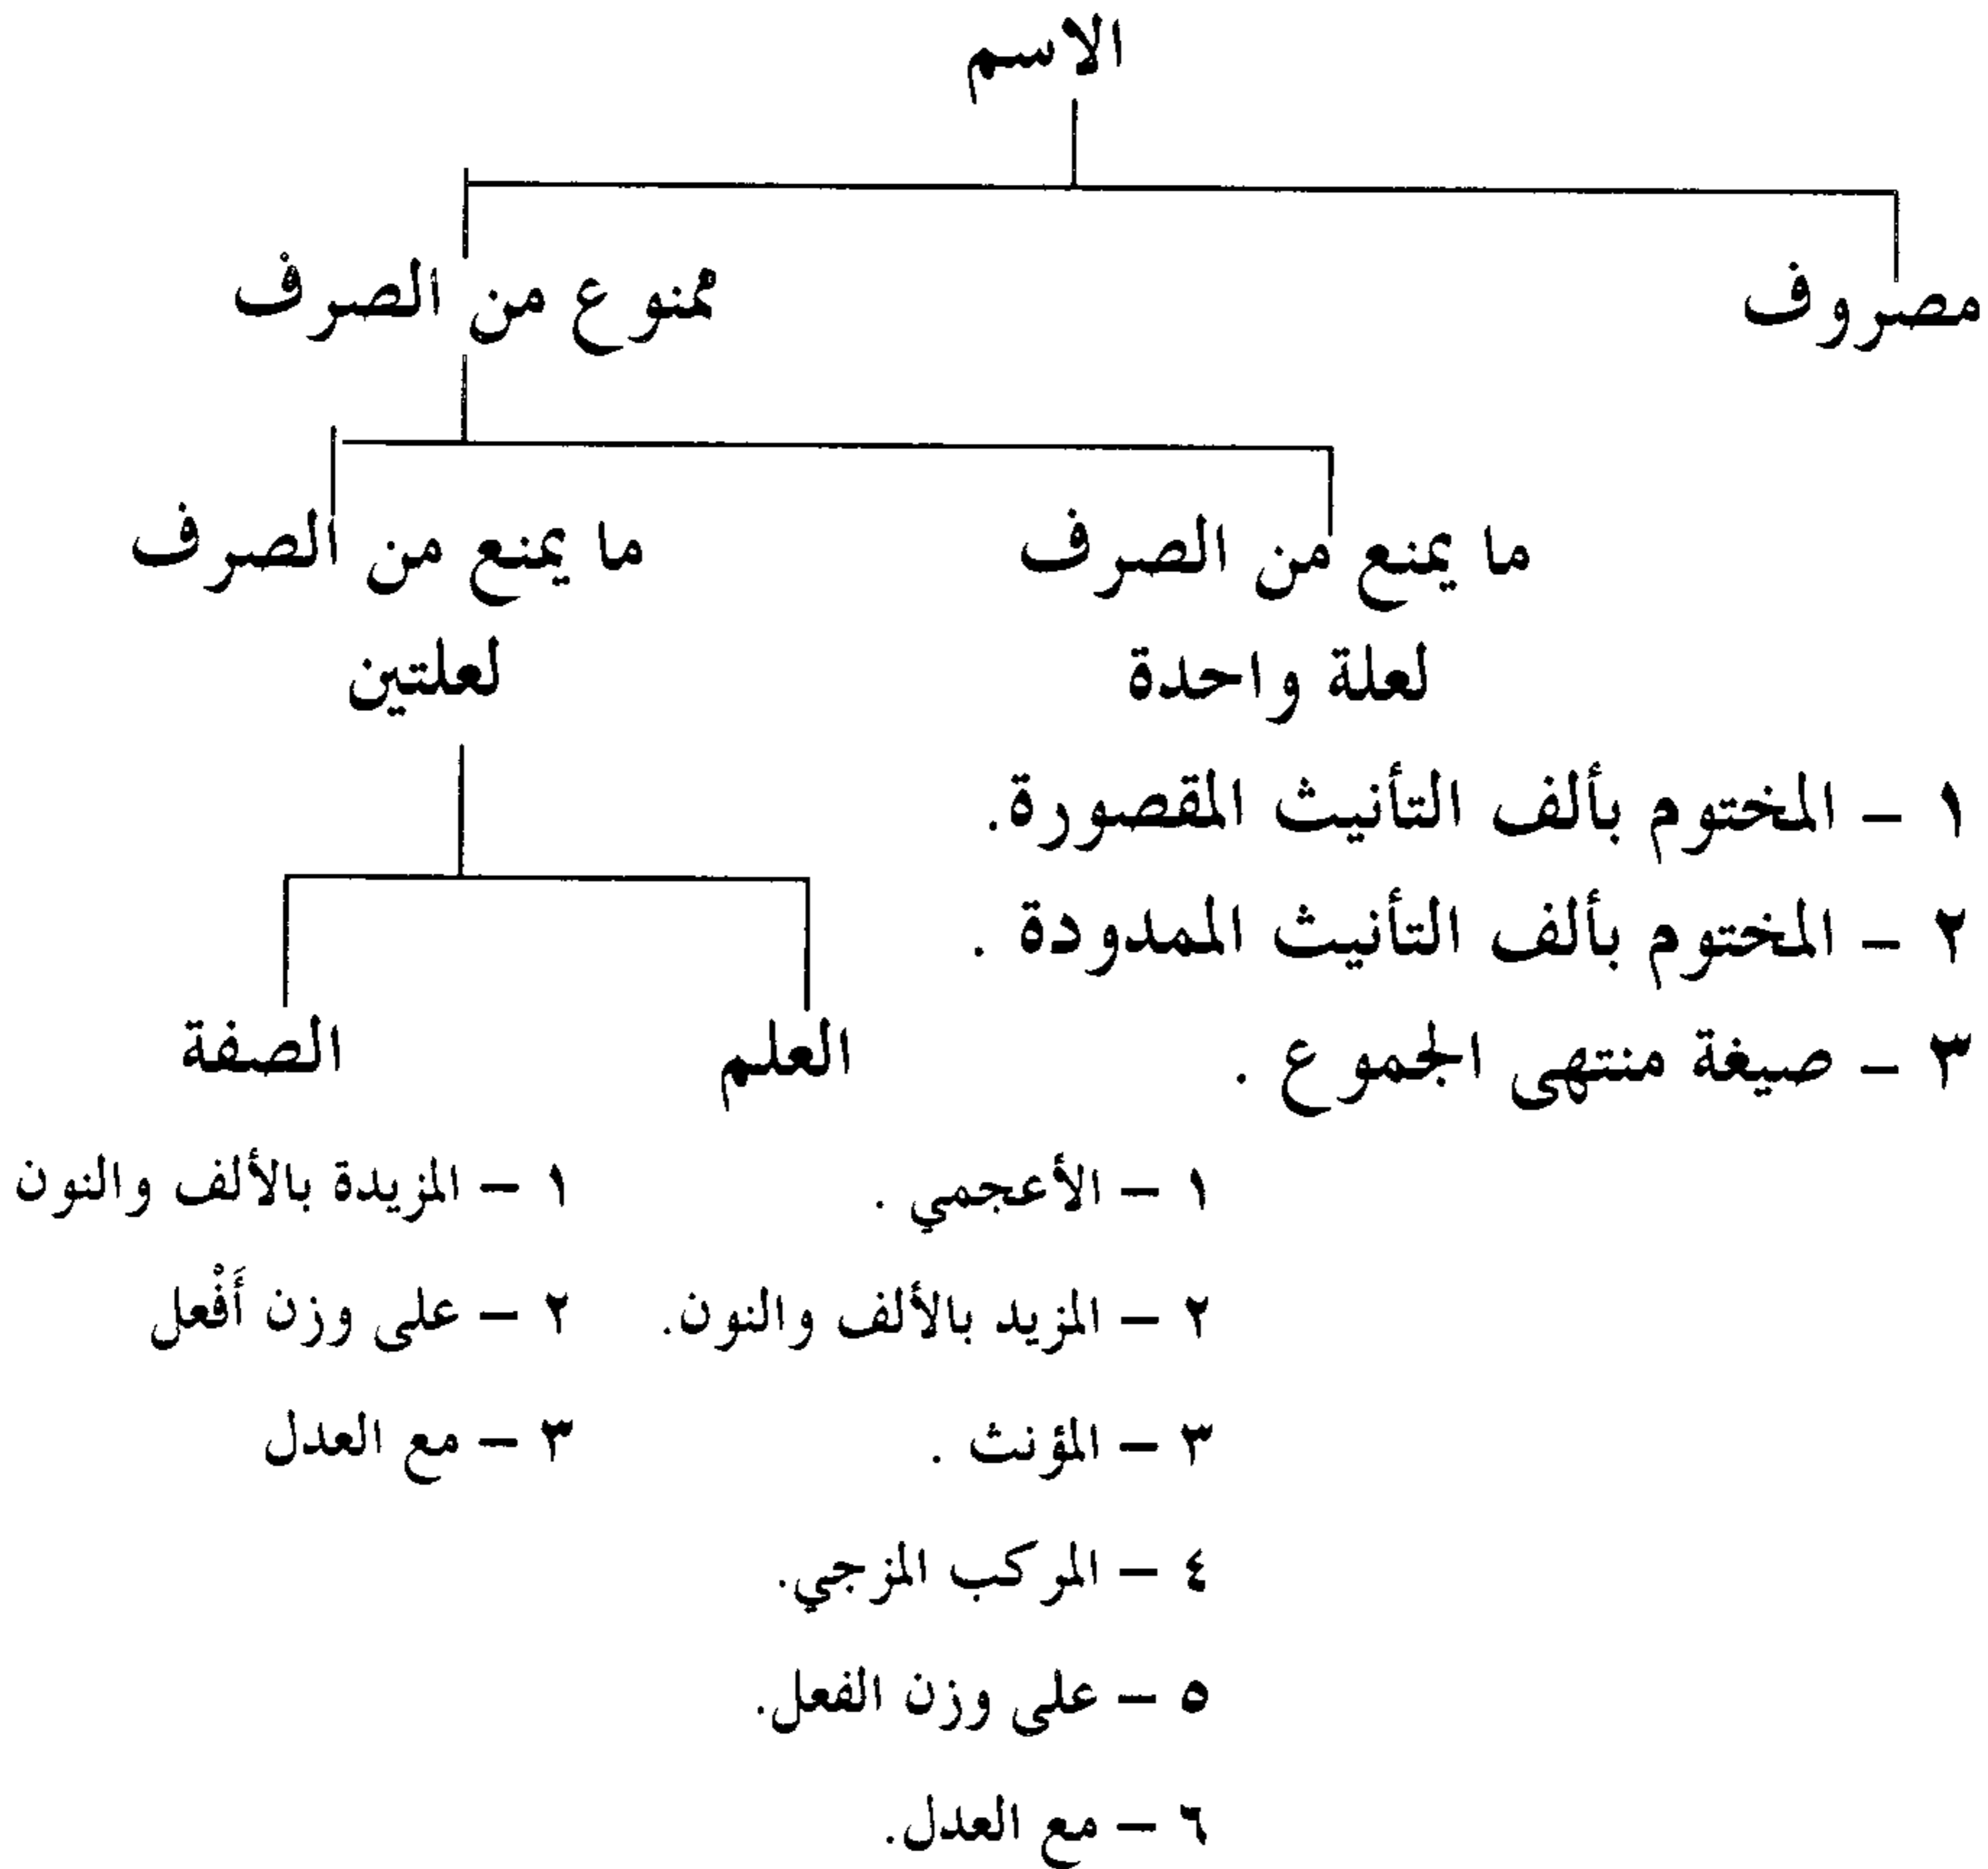 الاسم
مصروف
ممنوع من الصرف
ما يمنع من الصرف
لعلة واحدة
١ - المختوم بألف التأنيث المقصورة.
٢ - المختوم بألف التأنيث الممدودة .
٣ - صيغة منتهى الجموع .
ما يمنع من الصرف
لعلتين
العلم
١ - الأعجمي .
٢ - المزيد بالألف والنون.
٣ - المؤنث .
٤ - المركب المزجي.
٥ - على وزن الفعل.
٦ - مع العدل.
الصفة
١ - المزيدة بالألف والنون
٢ - على وزن أَفْعل
٣ - مع العدل